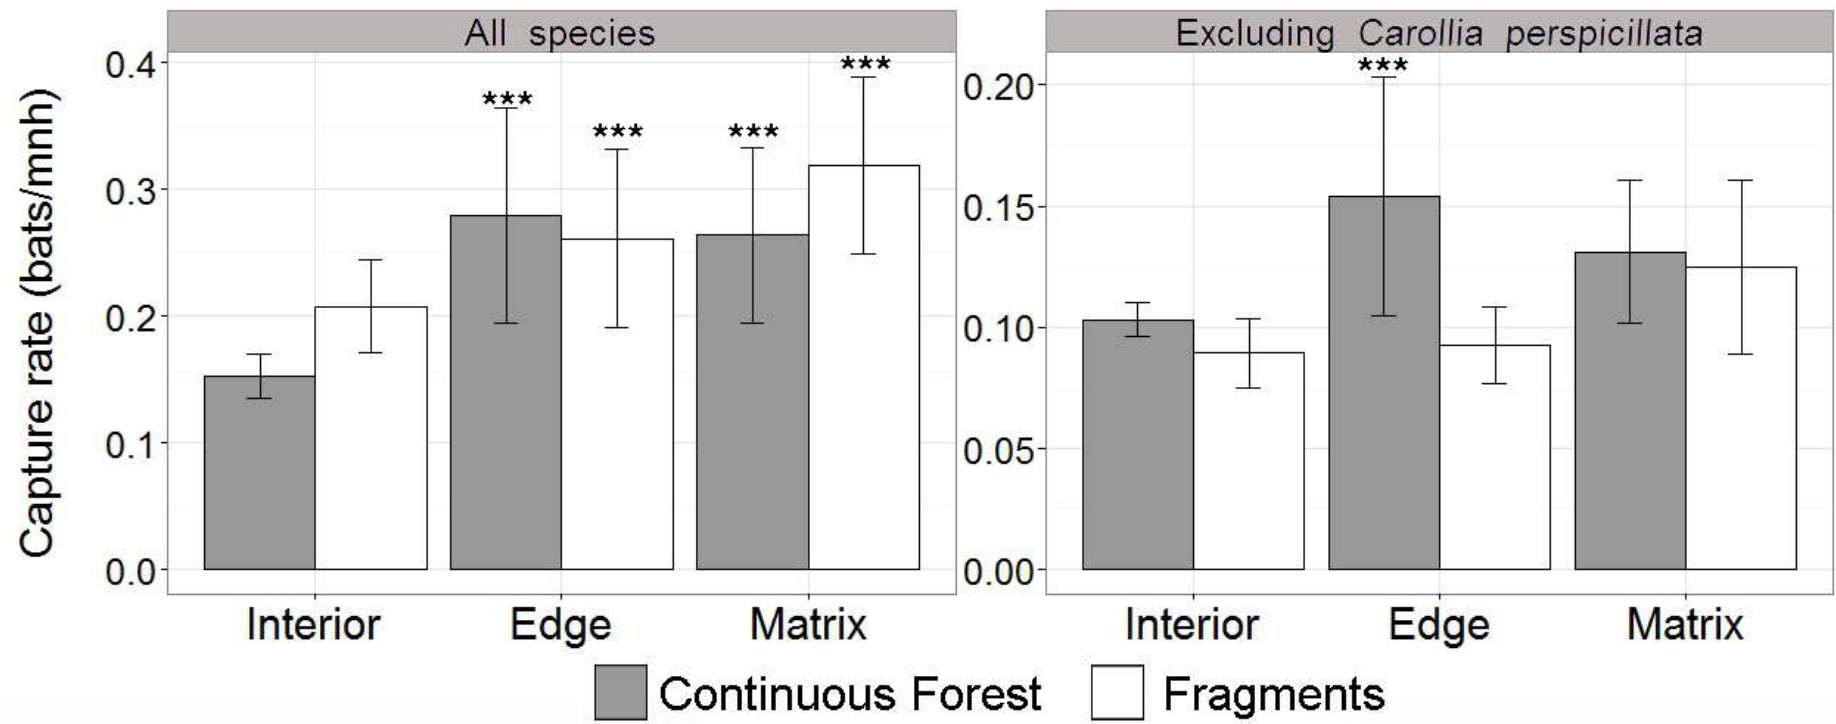 All species
Excluding Carollia perspicillata
Capture rate (bats/mnh)
0.4
0.3
0.2
0.1
0.0
***
***
***
***
0.20
0.15
0.10
0.05
0.00
***
Interior
Edge
Matrix
Interior
Edge
Matrix
Continuous Forest
Fragments